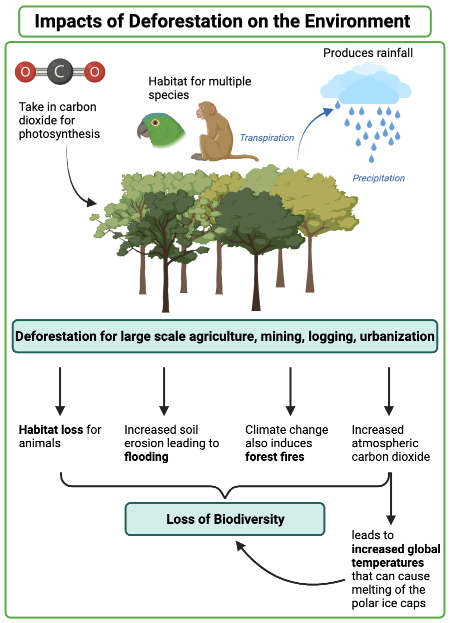 Impacts of Deforestation on the Environment
O C O
Take in carbon
dioxide for
photosynthesis
Habitat for multiple
species
Produces rainfall
Transpiration
Precipitation
Deforestation for large scale agriculture, mining, logging, urbanization
Habitat loss for
animals
Increased soil
erosion leading to
flooding
Climate change
also induces
forest fires
Increased
atmospheric
carbon dioxide
Loss of Biodiversity
leads to
increased global
temperatures
that can cause
melting of the
polar ice caps